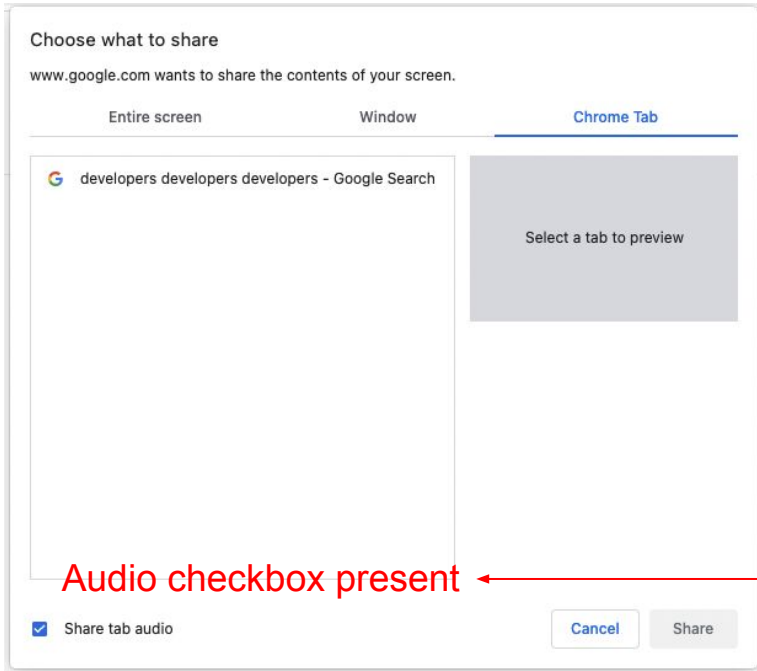 Choose what to share
www.google.com wants to share the contents of your screen.
Entire screen Window Chrome Tab
developers developers developers - Google Search
Select a tab to preview
Audio checkbox present
Share tab audio
Cancel Share